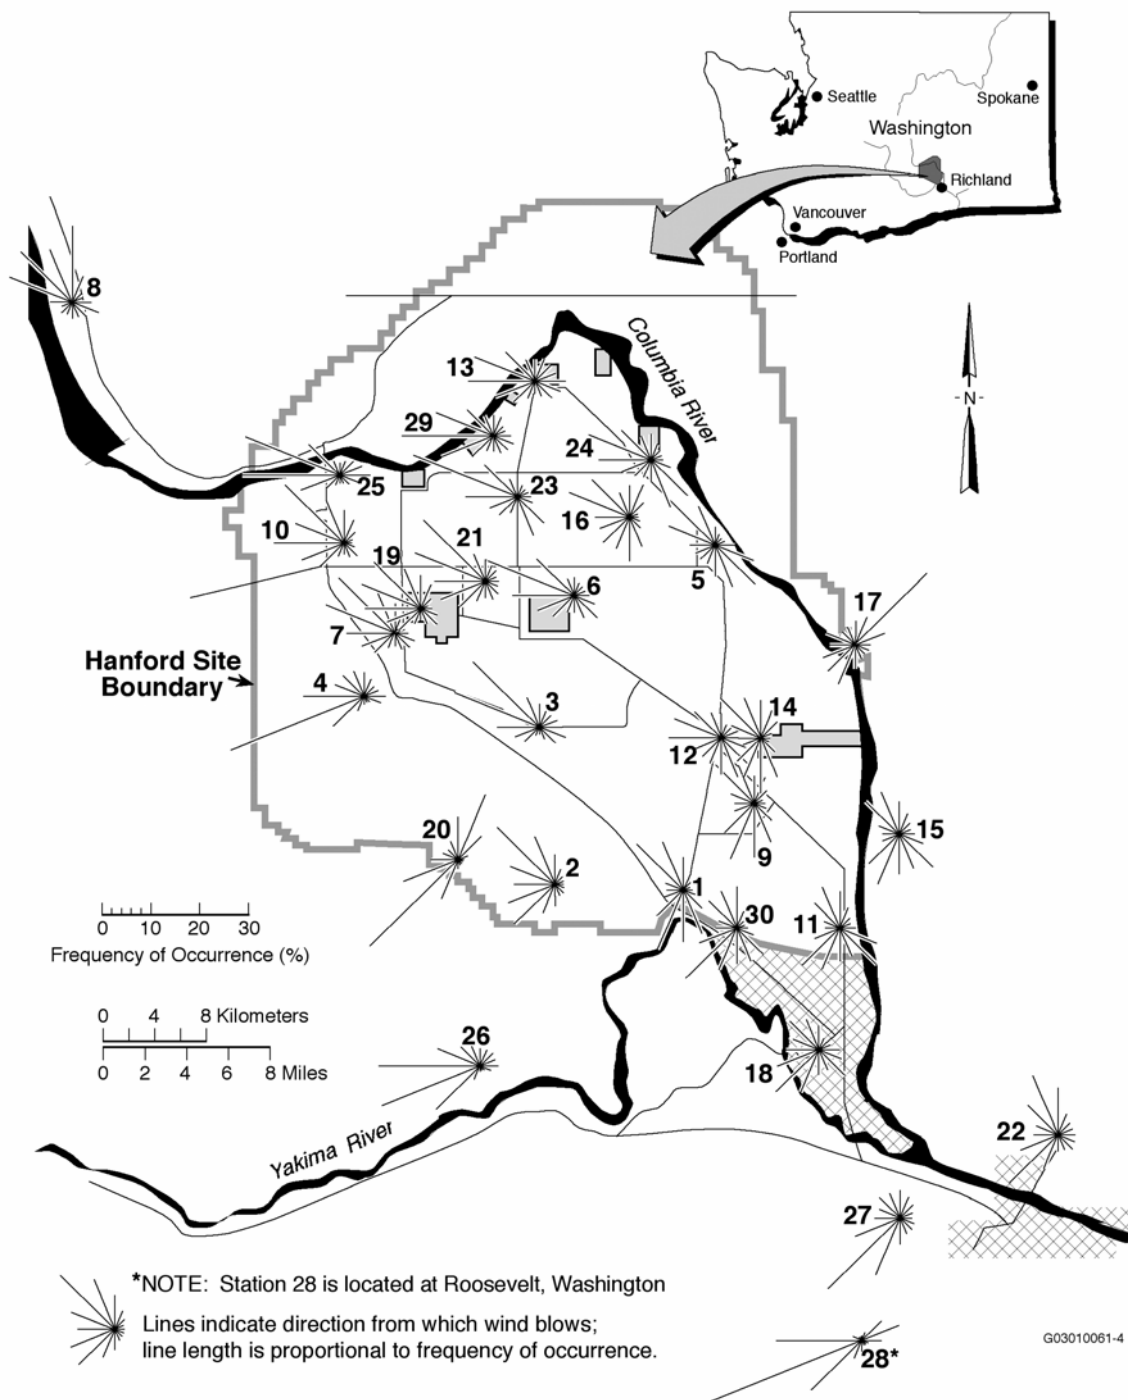 Seattle
Spokane
Washington
Richland
Vancouver
Portland
8
Columbia River
13
-N-
29
24
25
23
16
10
21
19
5
6
17
7
Hanford Site
Boundary
4
3
14
12
20
15
2
9
1
30
11
0 10 20 30
Frequency of Occurrence (%)
0 4 8 Kilometers
0 2 4 6 8 Miles
26
18
22
Yakima River
27
*NOTE: Station 28 is located at Roosevelt, Washington
Lines indicate direction from which wind blows;
line length is proportional to frequency of occurrence.
28*
G03010061-4